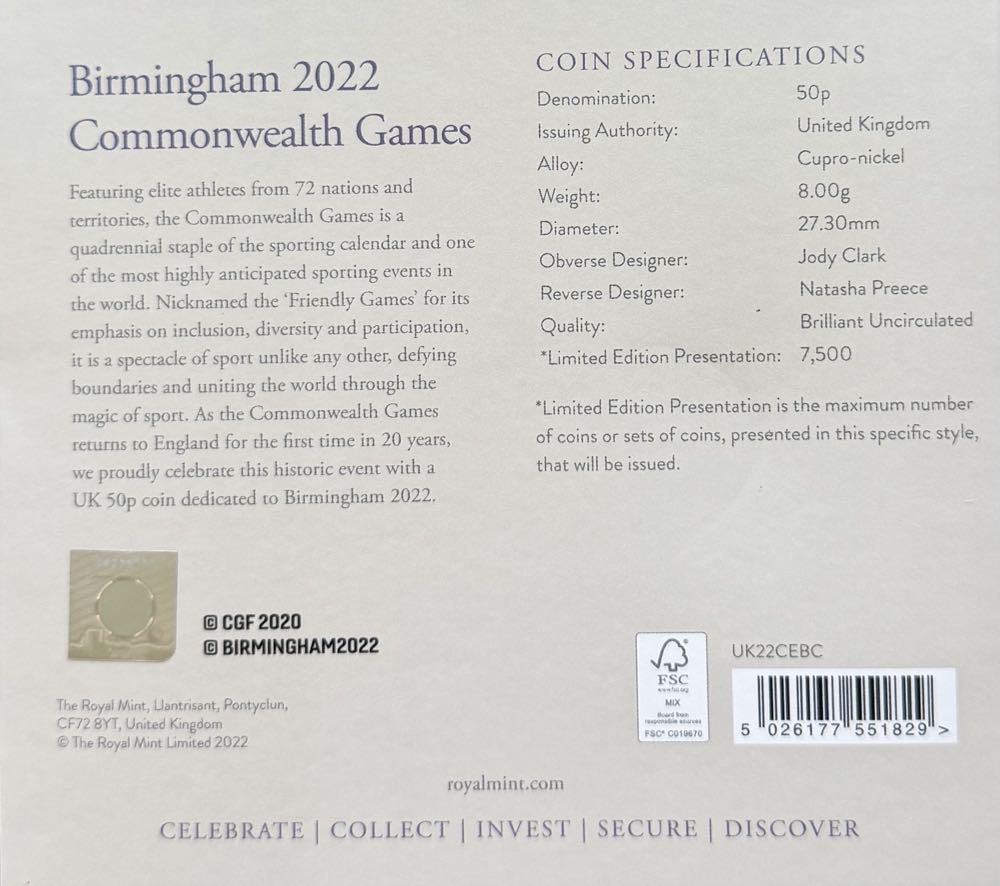 Birmingham 2022
Commonwealth Games
Featuring elite athletes from 72 nations and
territories, the Commonwealth Games is a
quadrennial staple of the sporting calendar and one
of the most highly anticipated sporting events in
the world. Nicknamed the ‘Friendly Games’ for its
emphasis on inclusion, diversity and participation,
it is a spectacle of sport unlike any other, defying
boundaries and uniting the world through the
magic of sport. As the Commonwealth Games
returns to England for the first time in 20 years,
we proudly celebrate this historic event with a
UK 50p coin dedicated to Birmingham 2022.
COIN SPECIFICATIONS
Denomination: 50p
Issuing Authority: United Kingdom
Alloy: Cupro-nickel
Weight: 8.00g
Diameter: 27.30mm
Obverse Designer: Jody Clark
Reverse Designer: Natasha Preece
Quality: Brilliant Uncirculated
*Limited Edition Presentation: 7,500
*Limited Edition Presentation is the maximum number
of coins or sets of coins, presented in this specific style,
that will be issued.
© CGF 2020
© BIRMINGHAM2022
The Royal Mint, Llantrisant, Pontyclun,
CF72 8YT, United Kingdom
© The Royal Mint Limited 2022
FSC
www.fsc.org
MIX
Board from
responsible sources
FSC® C019670
UK22CEBC
5 026177 551829 >
royalmint.com
CELEBRATE | COLLECT | INVEST | SECURE | DISCOVER